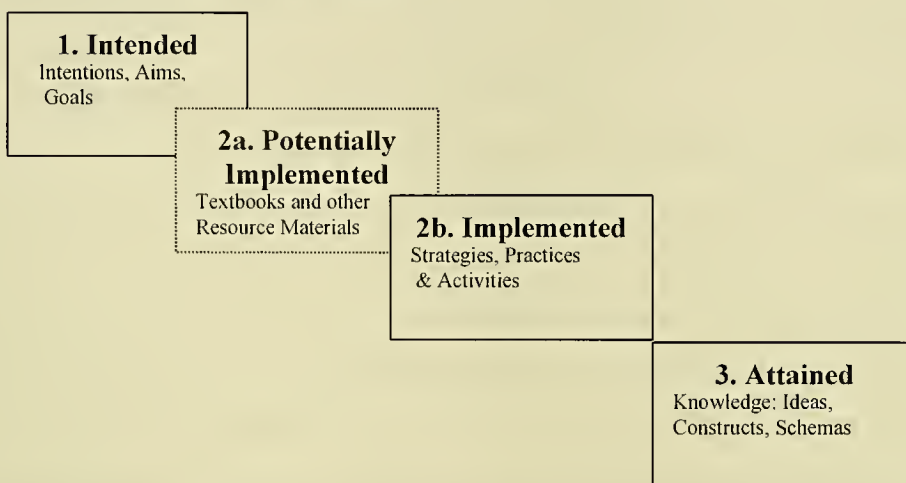 1. Intended
Intentions, Aims,
Goals
2a. Potentially
Implemented
Textbooks and other
Resource Materials
2b. Implemented
Strategies, Practices
& Activities
3. Attained
Knowledge: Ideas,
Constructs, Schemas